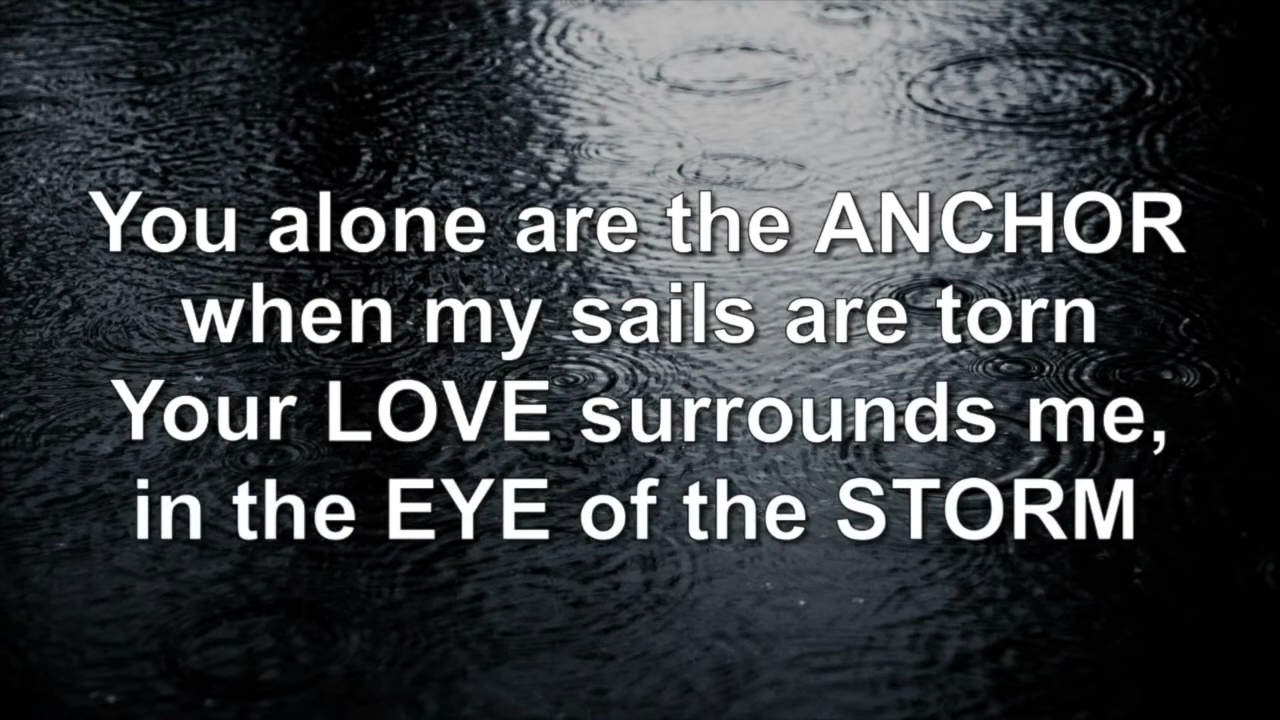 You alone are the ANCHOR
when my sails are torn
Your LOVE surrounds me,
in the EYE of the STORM